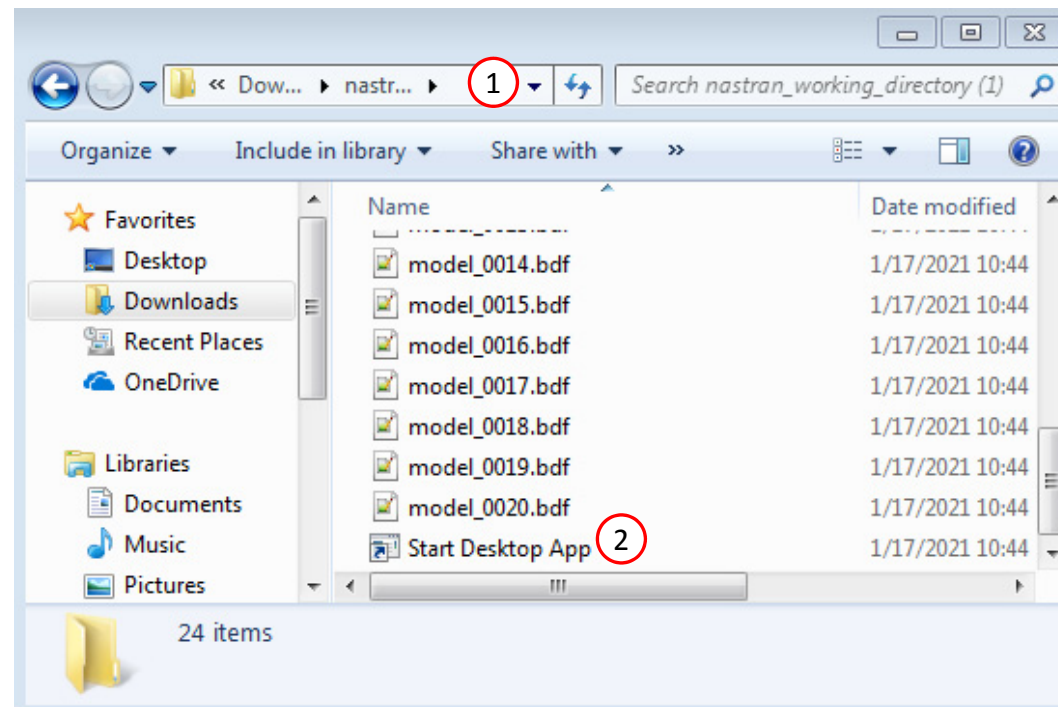 « Dow... nastr... 1 Search nastran_working_directory (1)
Organize Include in library Share with »
Favorites
Desktop
Downloads
Recent Places
OneDrive
Libraries
Documents
Music
Pictures
Name Date modified
model_0014.bdf 1/17/2021 10:44
model_0015.bdf 1/17/2021 10:44
model_0016.bdf 1/17/2021 10:44
model_0017.bdf 1/17/2021 10:44
model_0018.bdf 1/17/2021 10:44
model_0019.bdf 1/17/2021 10:44
model_0020.bdf 1/17/2021 10:44
Start Desktop App 2 1/17/2021 10:44
24 items